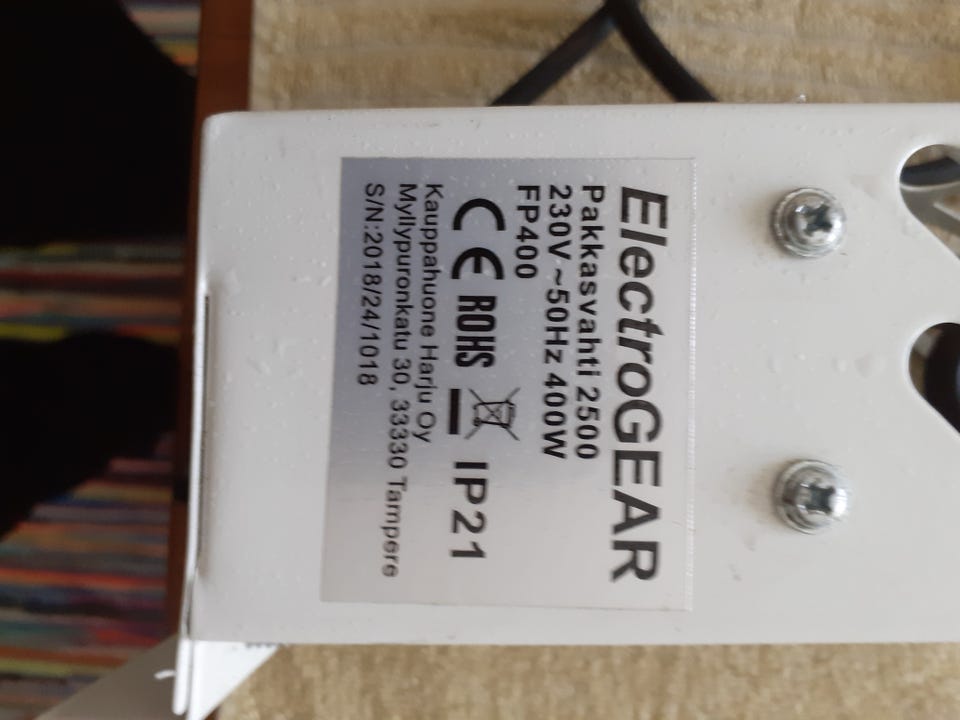 ElectroGEAR
Pakkasvahti 2500
230V~50Hz 400W
FP400
CE ROHS IP21
Kauppahuone Harju Oy
Myllypuronkatu 30, 33330 Tampere
S/N:2018/24/1018